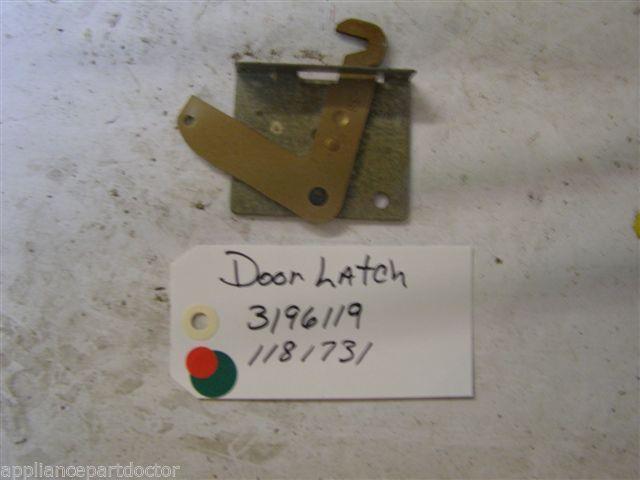 Door Latch
3196119
1181731
appliancepartdoctor